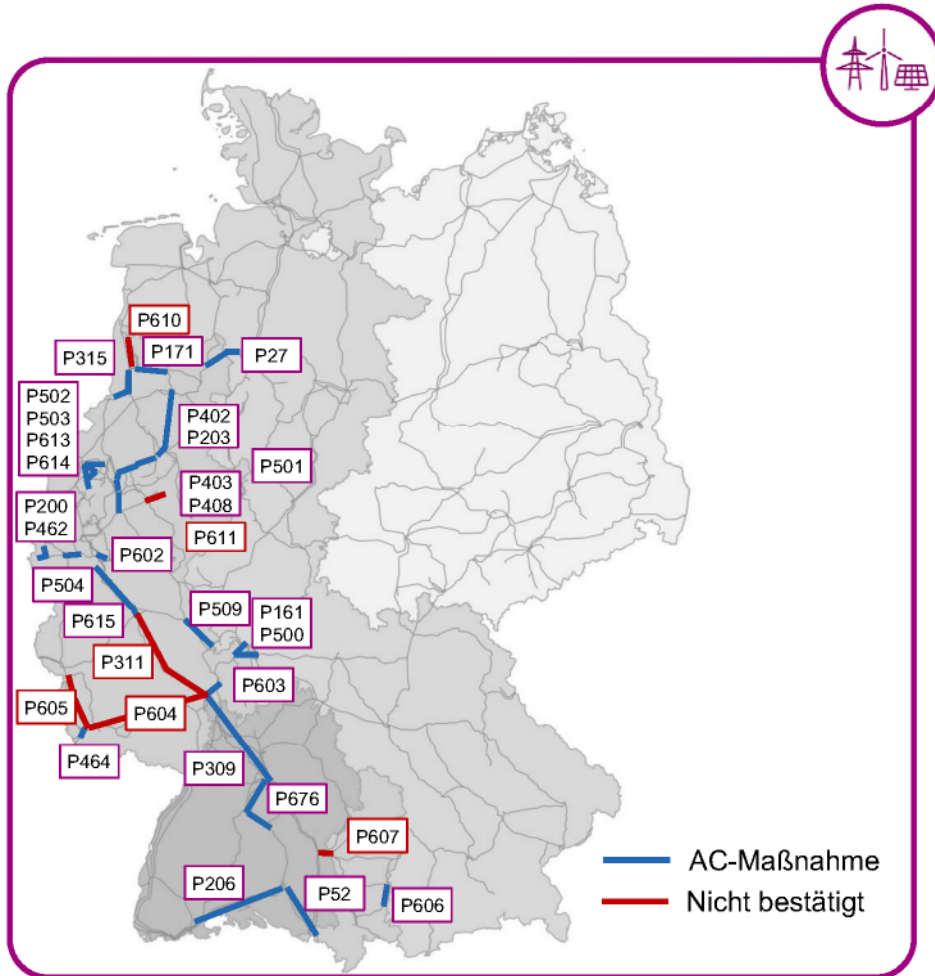 P610
P315
P171
P27
P502
P503
P613
P614
P402
P203
P501
P403
P408
P200
P462
P611
P602
P504
P509
P161
P500
P615
P311
P603
P605
P604
P464
P309
P676
P607
AC-Maßnahme
P206
P52
P606
Nicht bestätigt